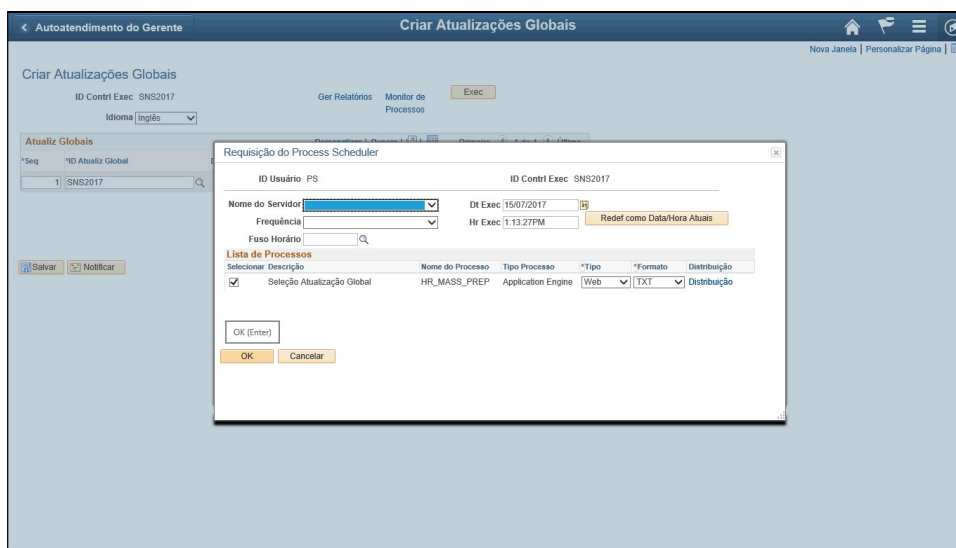 Autoatendimento do Gerente
Criar Atualizações Globais
Nova Janela | Personalizar Página |
Criar Atualizações Globais
ID Contrl Exec SNS2017
Ger Relatórios
Monitor de Processos
Exec
Idioma Inglês
Atualiz Globais
*Seq *ID Atualiz Global
1 SNS2017
Salvar Notificar
Requisição do Process Scheduler
ID Usuário PS ID Contrl Exec SNS2017
Nome do Servidor Dt Exec 15/07/2017
Frequência Hr Exec 1:13:27PM Redef como Data/Hora Atuais
Fuso Horário
Lista de Processos
Selecionar Descrição Nome do Processo Tipo Processo *Tipo *Formato Distribuição
Seleção Atualização Global HR_MASS_PREP Application Engine Web TXT Distribuição
OK (Enter)
OK Cancelar